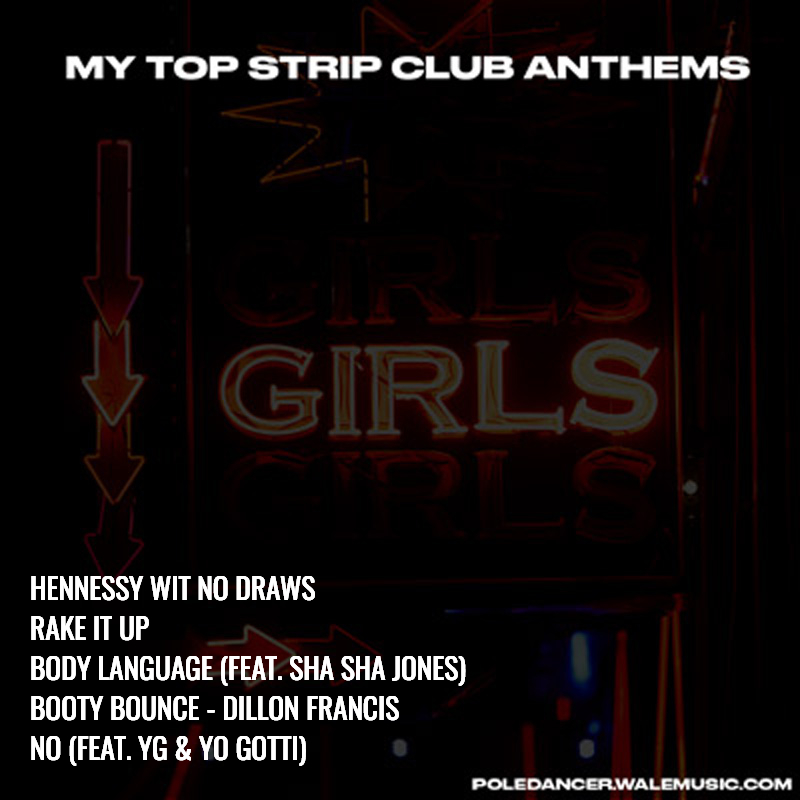 MY TOP STRIP CLUB ANTHEMS
GIRLS
GIRLS
GIRLS
HENNESSY WIT NO DRAWS
RAKE IT UP
BODY LANGUAGE (FEAT. SHA SHA JONES)
BOOTY BOUNCE - DILLON FRANCIS
NO (FEAT. YG & YO GOTTI)
POLEDANCER.WALEMUSIC.COM